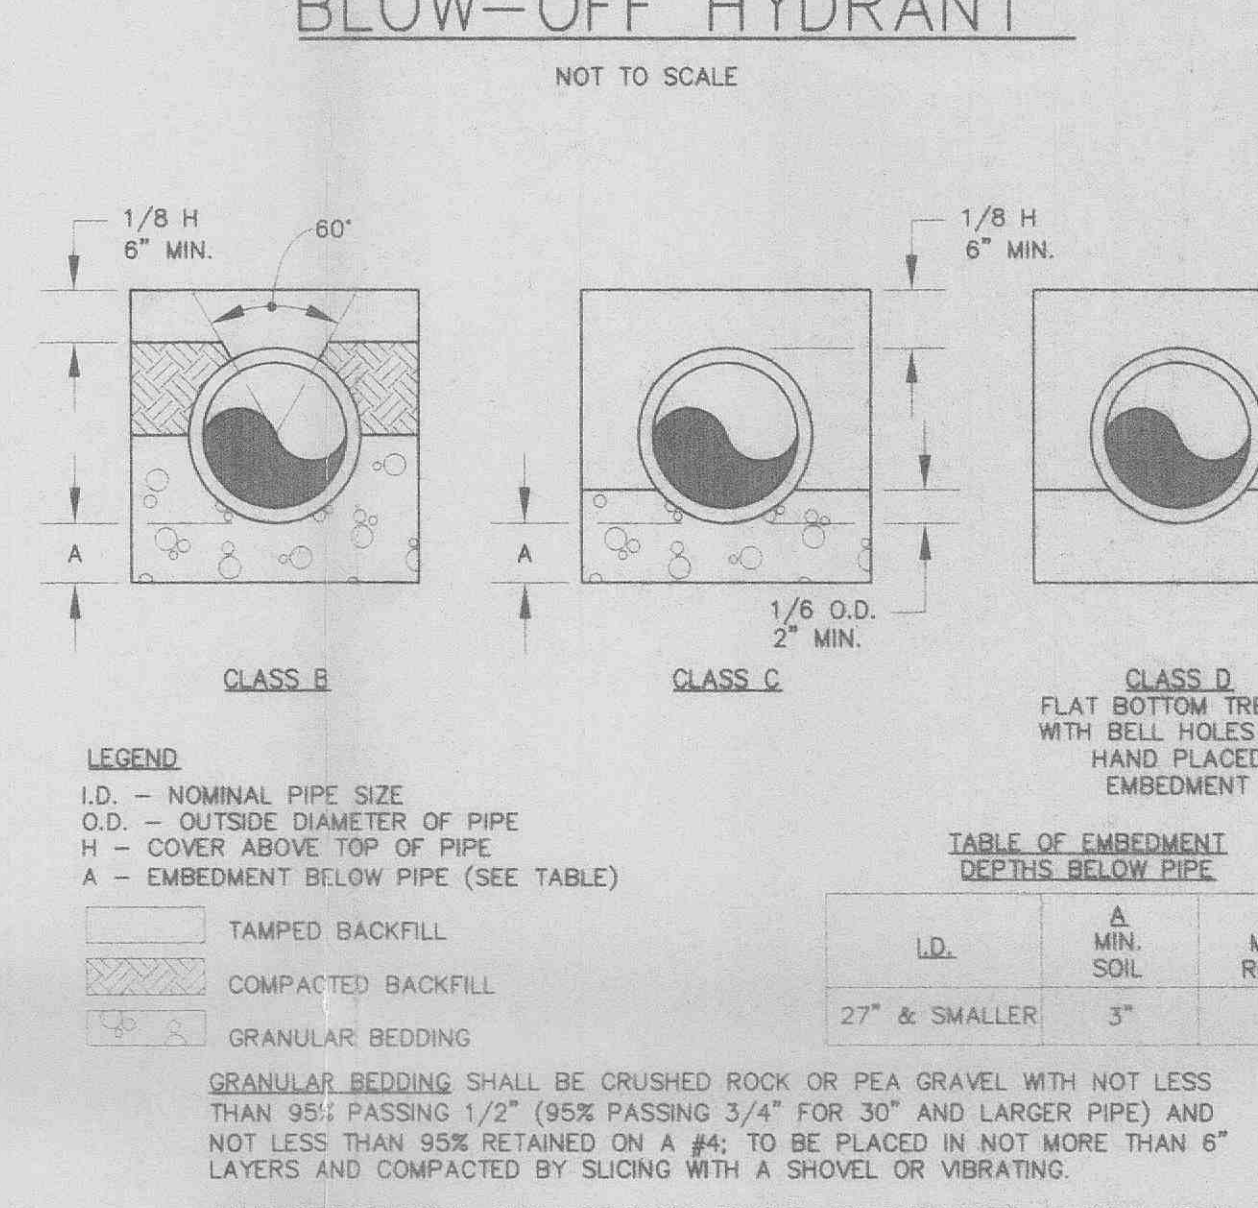 BLOW-OFF HYDRANT
NOT TO SCALE
1/8 H
6" MIN.
60°
1/8 H
6" MIN.
A
A
1/6 O.D.
2" MIN.
CLASS B
CLASS C
CLASS D
FLAT BOTTOM
WITH BELL HOLES
HAND PLACED
EMBEDMENT
LEGEND
I.D. - NOMINAL PIPE SIZE
O.D. - OUTSIDE DIAMETER OF PIPE
H - COVER ABOVE TOP OF PIPE
A - EMBEDMENT BELOW PIPE (SEE TABLE)
TAMPED BACKFILL
COMPACTED BACKFILL
GRANULAR BEDDING
TABLE OF EMBEDMENT
DEPTHS BELOW PIPE
I.D.
A
MIN.
SOIL
27" & SMALLER
3"
GRANULAR BEDDING SHALL BE CRUSHED ROCK OR PEA GRAVEL WITH NOT LESS
THAN 95% PASSING 1/2" (95% PASSING 3/4" FOR 30" AND LARGER PIPE) AND
NOT LESS THAN 95% RETAINED ON A #4; TO BE PLACED IN NOT MORE THAN 6"
LAYERS AND COMPACTED BY SLICING WITH A SHOVEL OR VIBRATING.